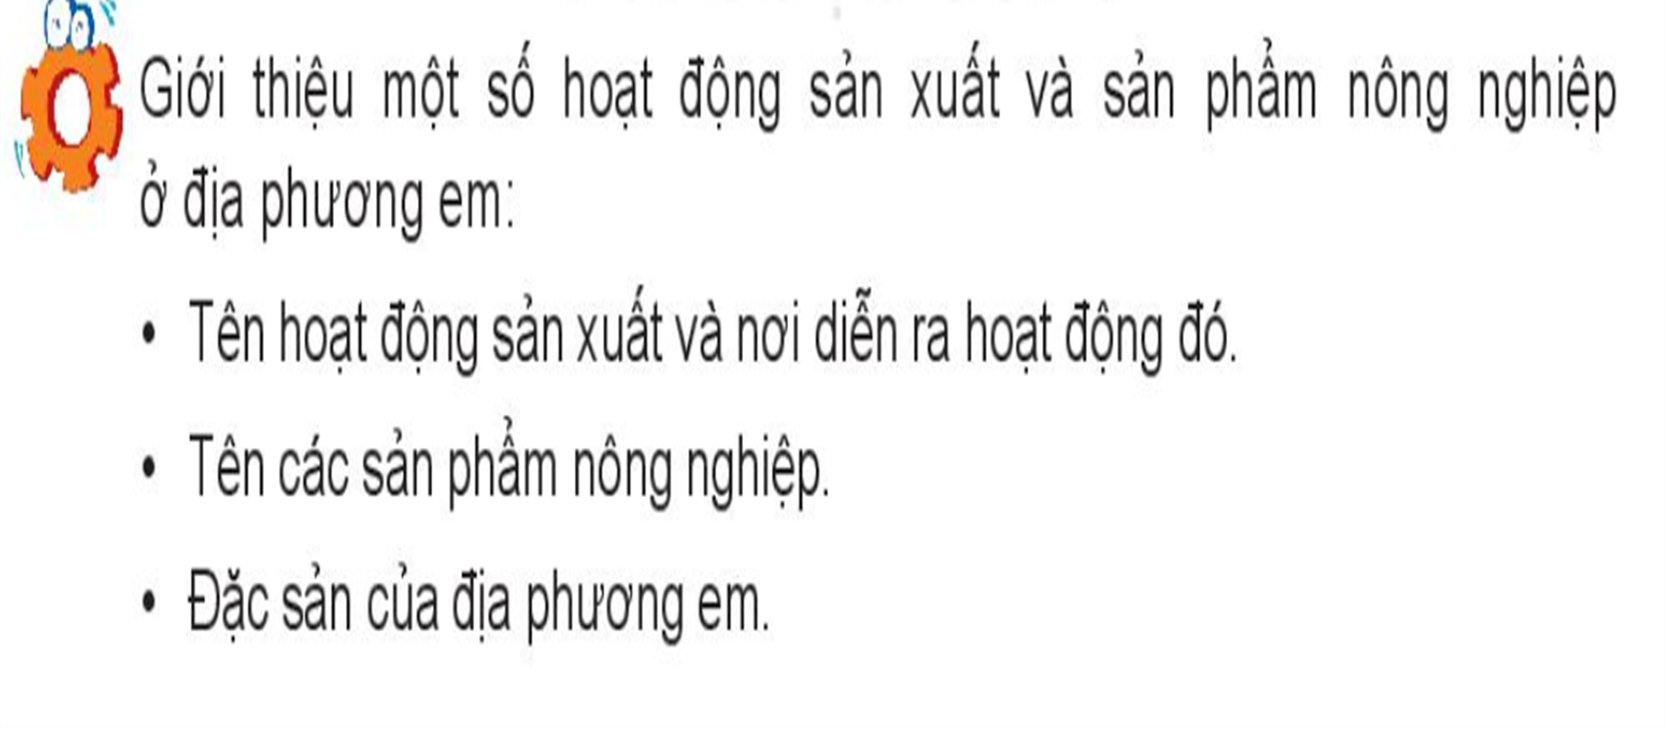 Giới thiệu một số hoạt động sản xuất và sản phẩm nông nghiệp
ở địa phương em:
• Tên hoạt động sản xuất và nơi diễn ra hoạt động đó.
• Tên các sản phẩm nông nghiệp.
• Đặc sản của địa phương em.